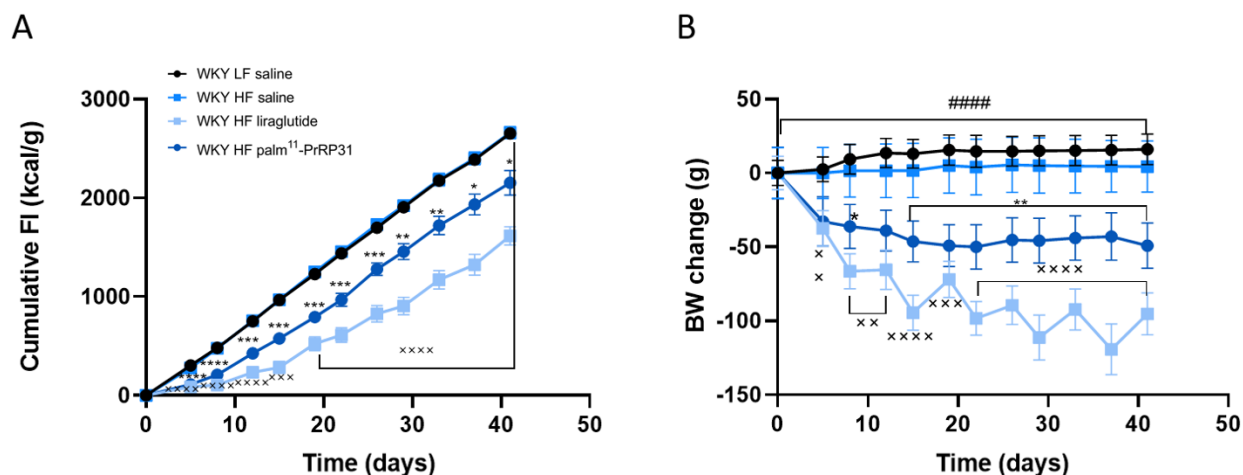 A
B
WKY LF saline
WKY HF saline
WKY HF liraglutide
WKY HF palm¹¹-PrRP31
Cumulative FI (kcal/g)
3000
2000
1000
0
****
****
***
***
***
***
***
**
**
*
*
××××
××××
××××
×××
××××
0 10 20 30 40 50
Time (days)
BW change (g)
50
0
-50
-100
-150
####
*
**
××
××
××××
×××
××××
0 10 20 30 40 50
Time (days)